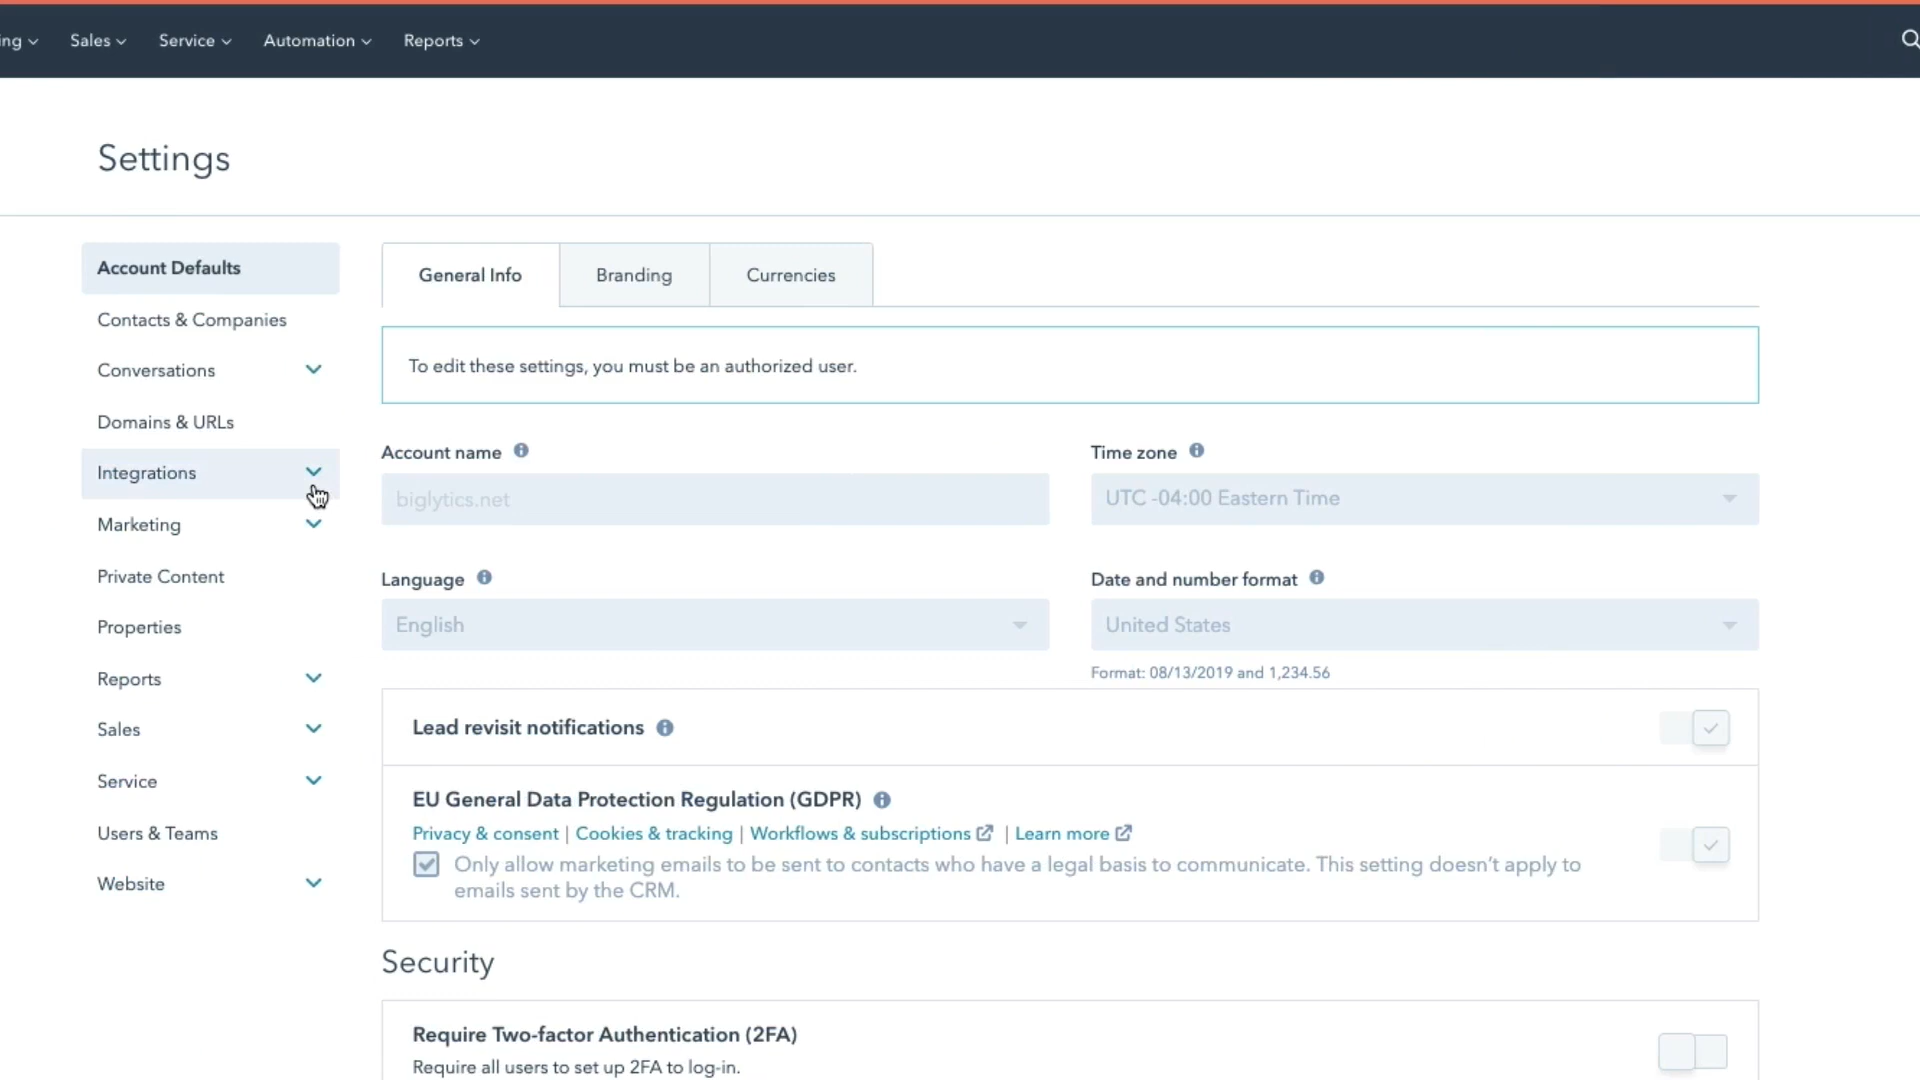 ing Sales Service Automation Reports
Settings
Account Defaults
Contacts & Companies
Conversations
Domains & URLs
Integrations
Marketing
Private Content
Properties
Reports
Sales
Service
Users & Teams
Website
General Info Branding Currencies
To edit these settings, you must be an authorized user.
Account name
biglytics.net
Time zone
UTC -04:00 Eastern Time
Language
English
Date and number format
United States
Format: 08/13/2019 and 1,234.56
Lead revisit notifications
EU General Data Protection Regulation (GDPR)
Privacy & consent | Cookies & tracking | Workflows & subscriptions | Learn more
Only allow marketing emails to be sent to contacts who have a legal basis to communicate. This setting doesn't apply to
emails sent by the CRM.
Security
Require Two-factor Authentication (2FA)
Require all users to set up 2FA to log-in.